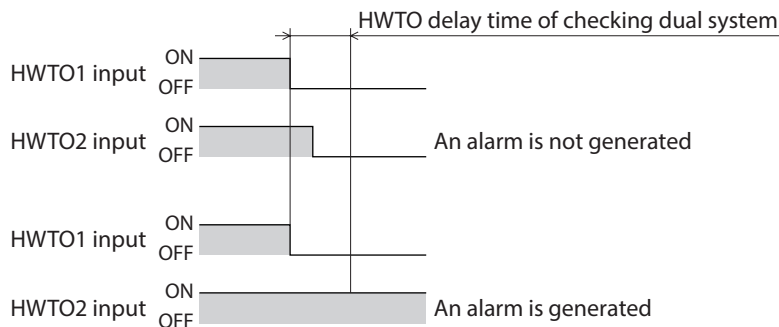 HWTO delay time of checking dual system
HWTO1 input ON
OFF
HWTO2 input ON
OFF An alarm is not generated
HWTO1 input ON
OFF
HWTO2 input ON
OFF An alarm is generated